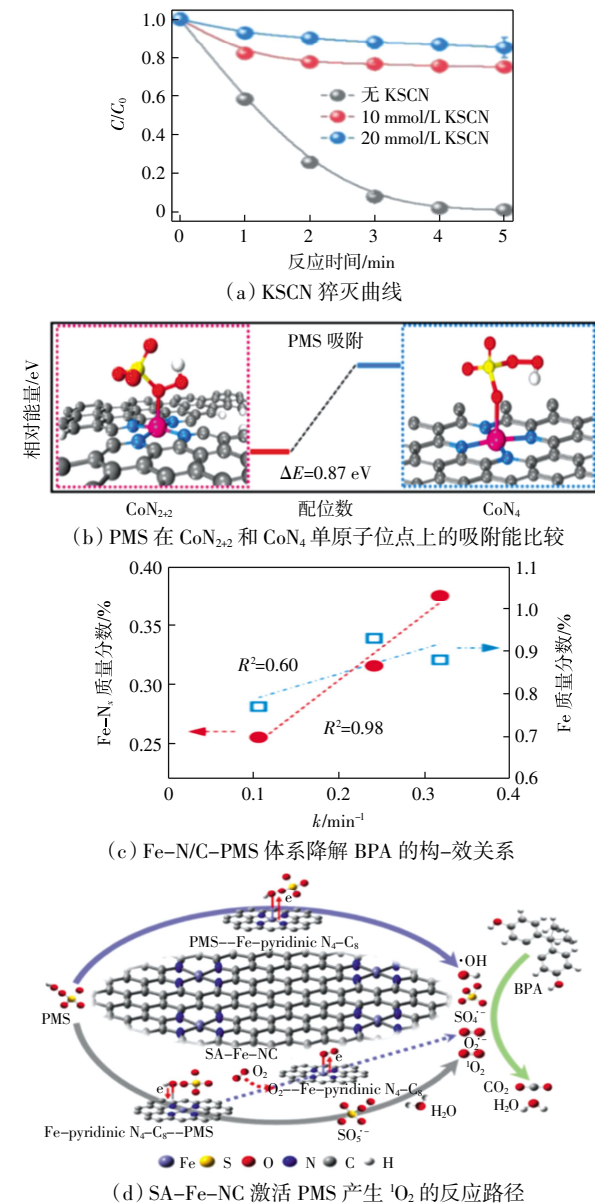 1.0
0.8
0.6
0.4
0.2
0
C/C₀
无 KSCN
10 mmol/L KSCN
20 mmol/L KSCN
0 1 2 3 4 5
反应时间/min
(a) KSCN 猝灭曲线
相对能量/eV
PMS 吸附
ΔE=0.87 eV
CoN₂₊₂ 配位数 CoN₄
(b) PMS 在 CoN₂₊₂ 和 CoN₄ 单原子位点上的吸附能比较
0.40
0.35
0.30
0.25
Fe-Nₓ 质量分数/%
R²=0.60
R²=0.98
1.1
1.0
0.9
0.8
0.7
0.6
Fe 质量分数/%
0 0.1 0.2 0.3 0.4
k/min⁻¹
(c) Fe-N/C-PMS 体系降解 BPA 的构-效关系
e⁻
PMS--Fe-pyridinic N₄-C₈
PMS
SA-Fe-NC
·OH
SO₄·⁻
O₂·⁻
¹O₂
BPA
e⁻
O₂
e⁻
O₂--Fe-pyridinic N₄-C₈
Fe-pyridinic N₄-C₈--PMS
SO₅·⁻
H₂O
CO₂
H₂O
Fe S O N C H
(d) SA-Fe-NC 激活 PMS 产生 ¹O₂ 的反应路径